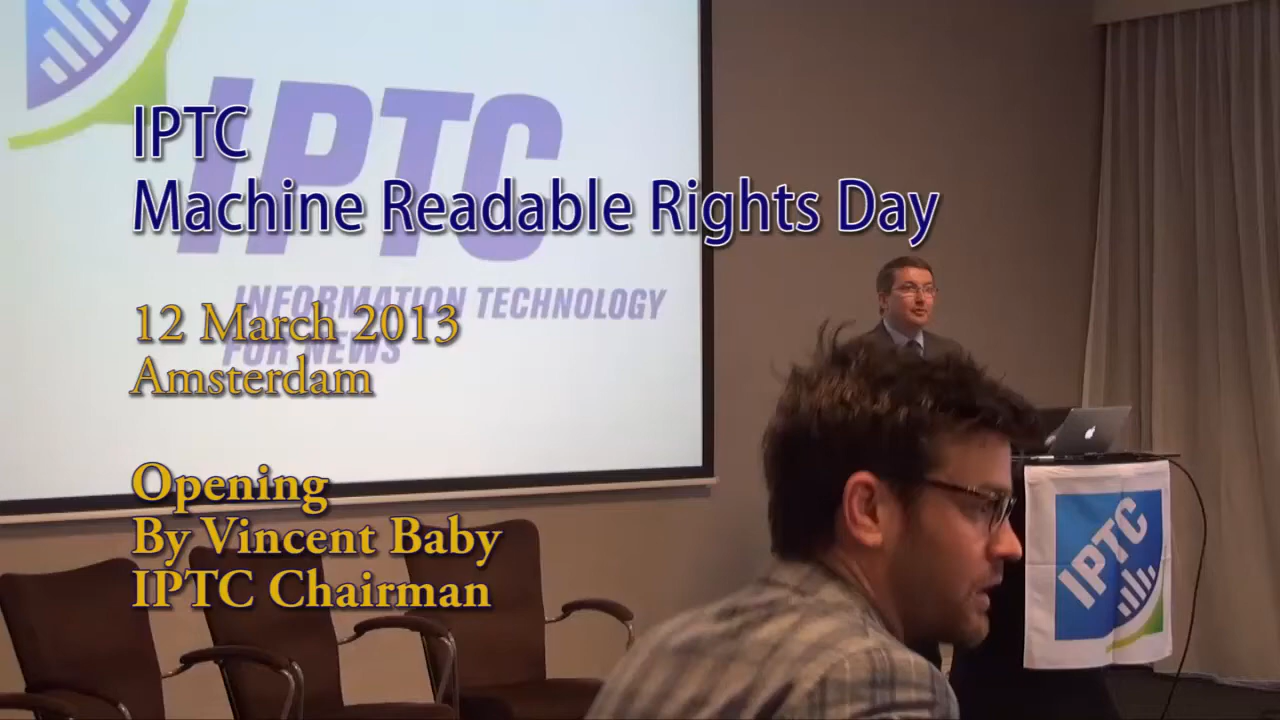 IPTC
Machine Readable Rights Day
12 March 2013
Amsterdam
Opening
By Vincent Baby
IPTC Chairman
IPTC
INFORMATION TECHNOLOGY
FOR NEWS
IPTC